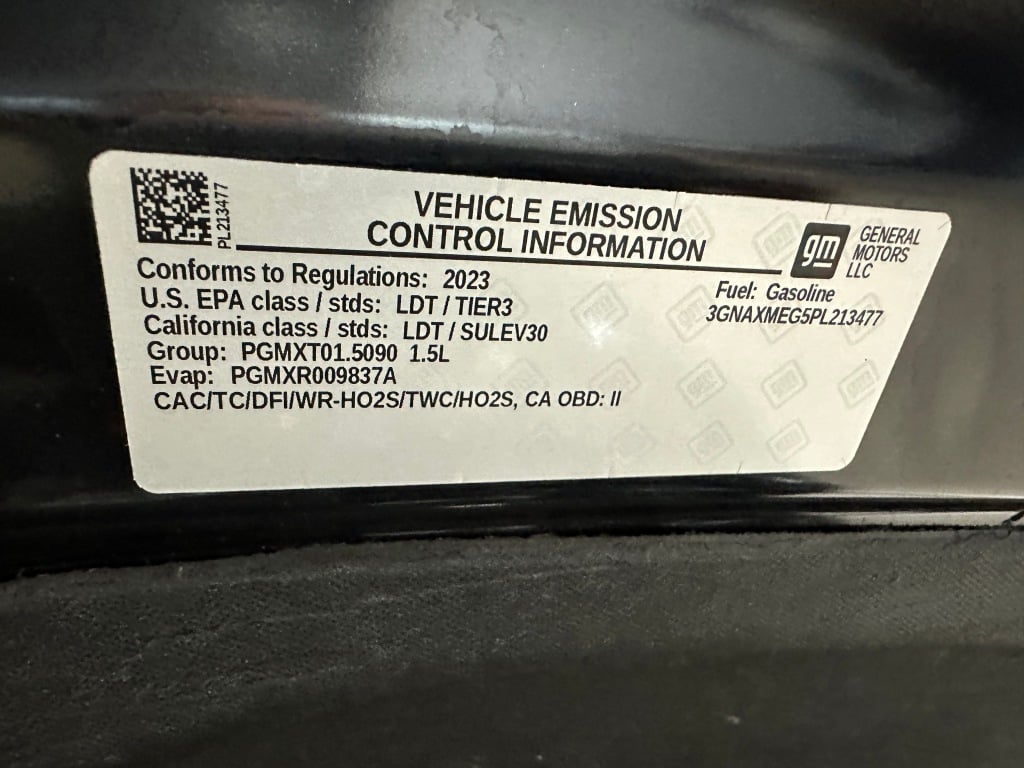 PL213477
VEHICLE EMISSION
CONTROL INFORMATION
gm
GENERAL
MOTORS
LLC
Conforms to Regulations: 2023
U.S. EPA class / stds: LDT / TIER3
California class / stds: LDT / SULEV30
Group: PGMXT01.5090 1.5L
Evap: PGMXR009837A
CAC/TC/DFI/WR-HO2S/TWC/HO2S, CA OBD: II
Fuel: Gasoline
3GNAXMEG5PL213477